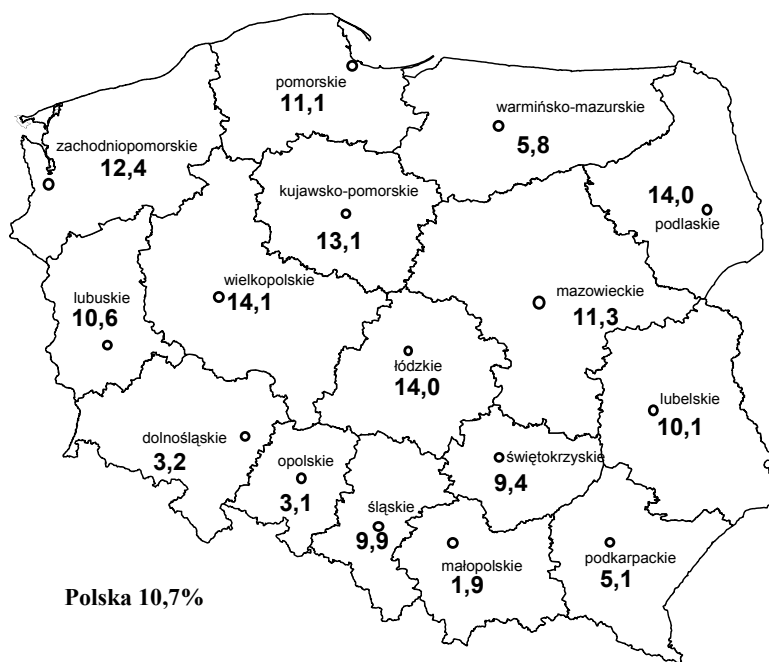 pomorskie
11,1
warmińsko-mazurskie
5,8
zachodniopomorskie
12,4
kujawsko-pomorskie
13,1
14,0
podlaskie
wielkopolskie
14,1
mazowieckie
11,3
lubuskie
10,6
łódzkie
14,0
lubelskie
10,1
dolnośląskie
3,2
opolskie
3,1
świętokrzyskie
9,4
śląskie
9,9
małopolskie
1,9
podkarpackie
5,1
Polska 10,7%